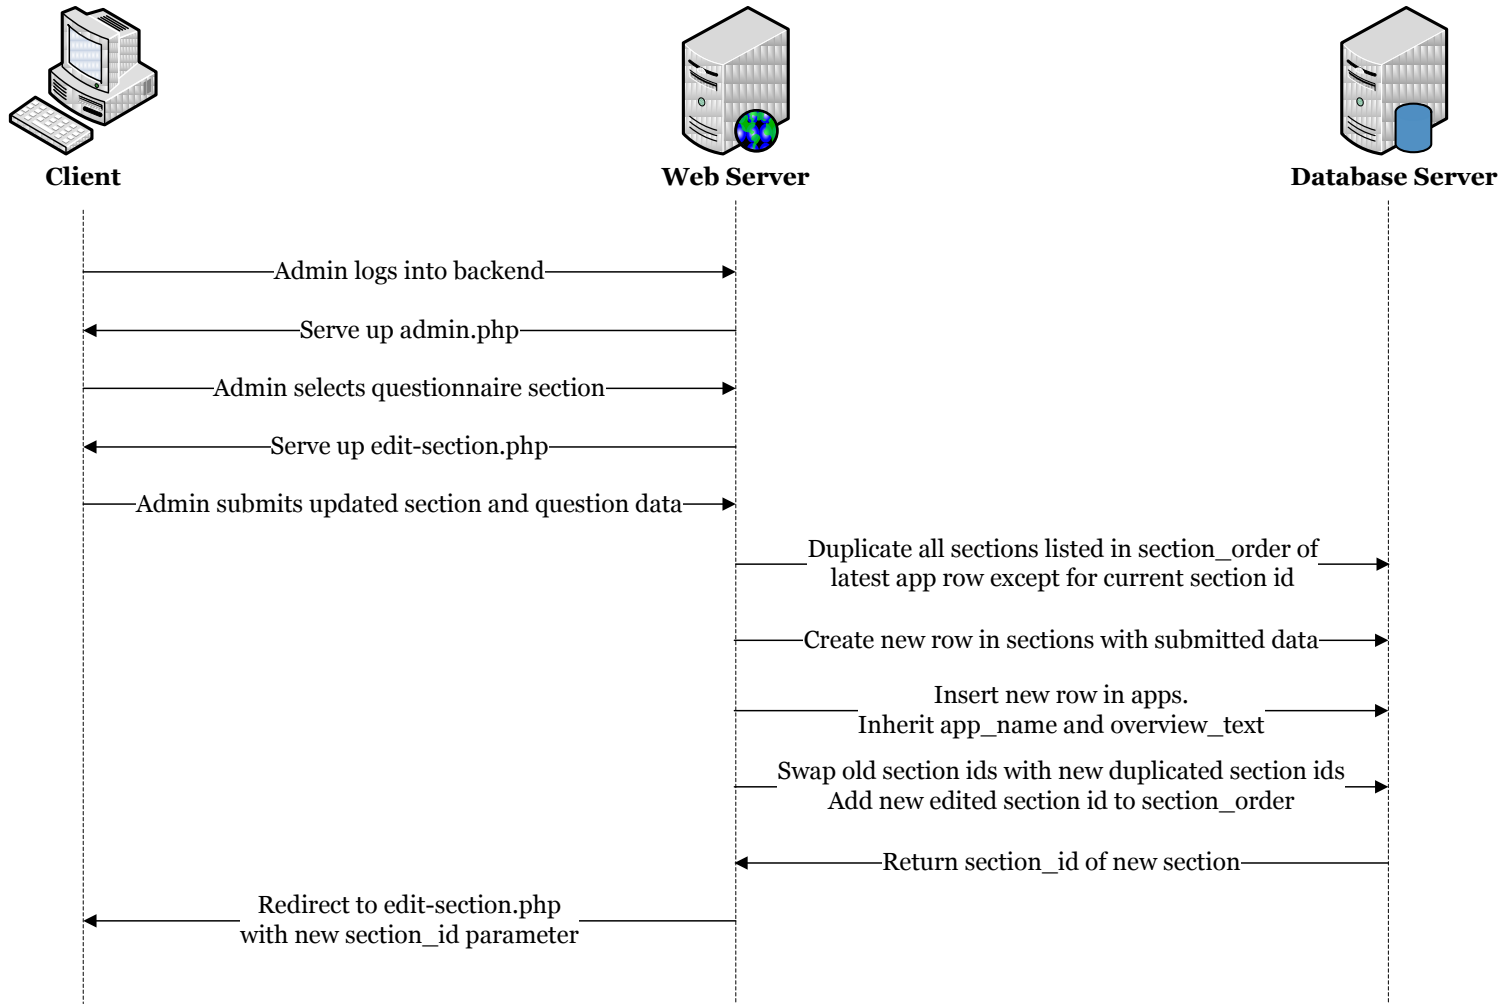 Client
Web Server
Database Server
Admin logs into backend
Serve up admin.php
Admin selects questionnaire section
Serve up edit-section.php
Admin submits updated section and question data
Duplicate all sections listed in section_order of
latest app row except for current section id
Create new row in sections with submitted data
Insert new row in apps.
Inherit app_name and overview_text
Swap old section ids with new duplicated section ids
Add new edited section id to section_order
Return section_id of new section
Redirect to edit-section.php
with new section_id parameter